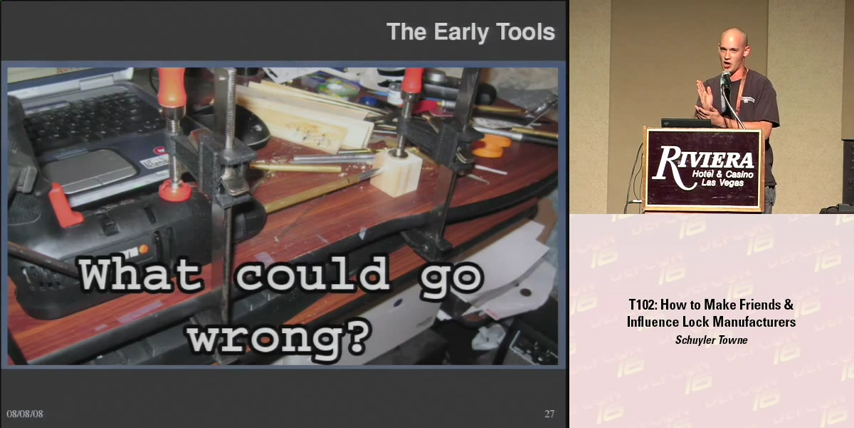 The Early Tools
What could go
wrong?
08/08/08
27
RIVIERA
Hotel & Casino
Las Vegas
T102: How to Make Friends &
Influence Lock Manufacturers
Schuyler Towne